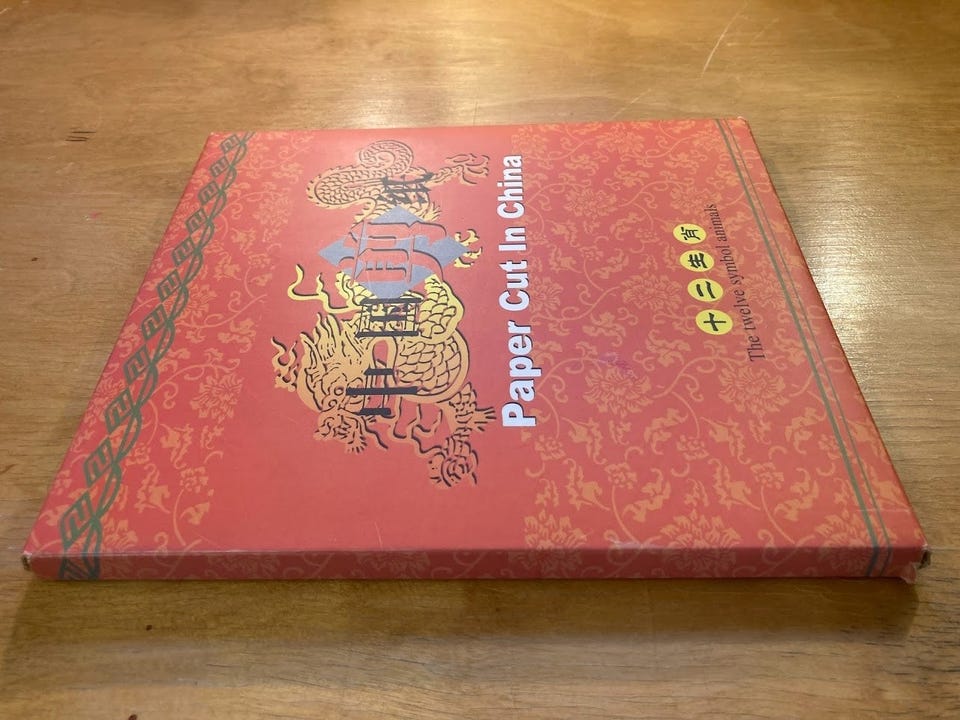 中国剪纸
Paper Cut In China
十二生肖
The twelve symbol animals